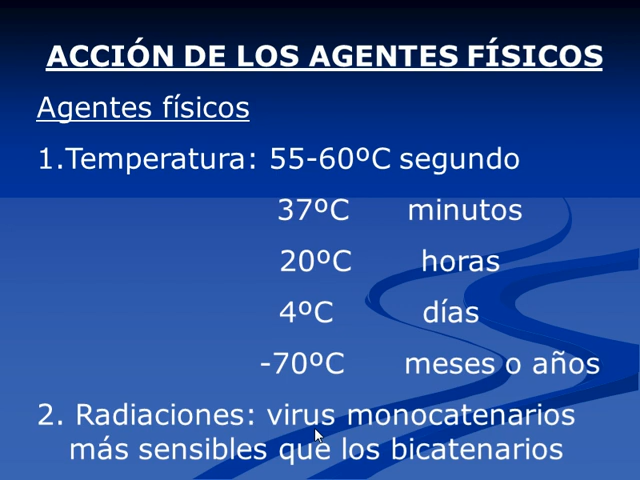 ACCIÓN DE LOS AGENTES FÍSICOS
Agentes físicos
1.Temperatura: 55-60ºC segundo
37ºC minutos
20ºC horas
4ºC días
-70ºC meses o años
2. Radiaciones: virus monocatenarios
más sensibles que los bicatenarios